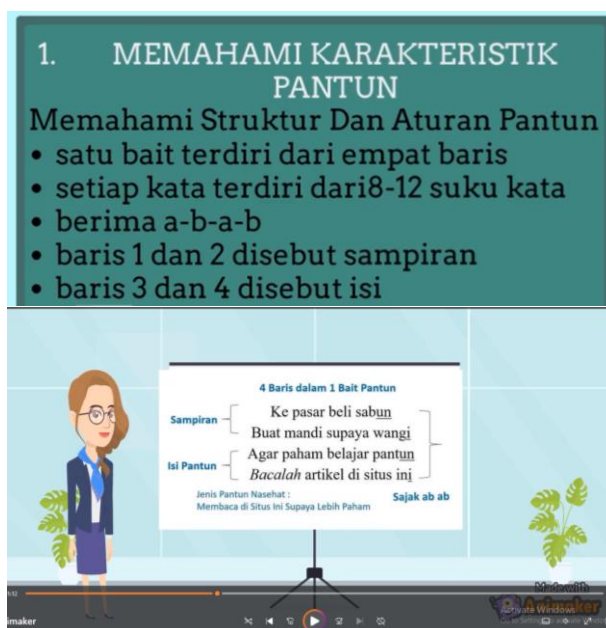 1. MEMAHAMI KARAKTERISTIK
PANTUN
Memahami Struktur Dan Aturan Pantun
• satu bait terdiri dari empat baris
• setiap kata terdiri dari8-12 suku kata
• berima a-b-a-b
• baris 1 dan 2 disebut sampiran
• baris 3 dan 4 disebut isi
4 Baris dalam 1 Bait Pantun
Sampiran
Ke pasar beli sabun
Buat mandi supaya wangi
Isi Pantun
Agar paham belajar pantun
Bacalah artikel di situs ini
Jenis Pantun Nasehat :
Membaca di Situs Ini Supaya Lebih Paham
Sajak ab ab
Made with
Animaker
Activate Windows
imaker